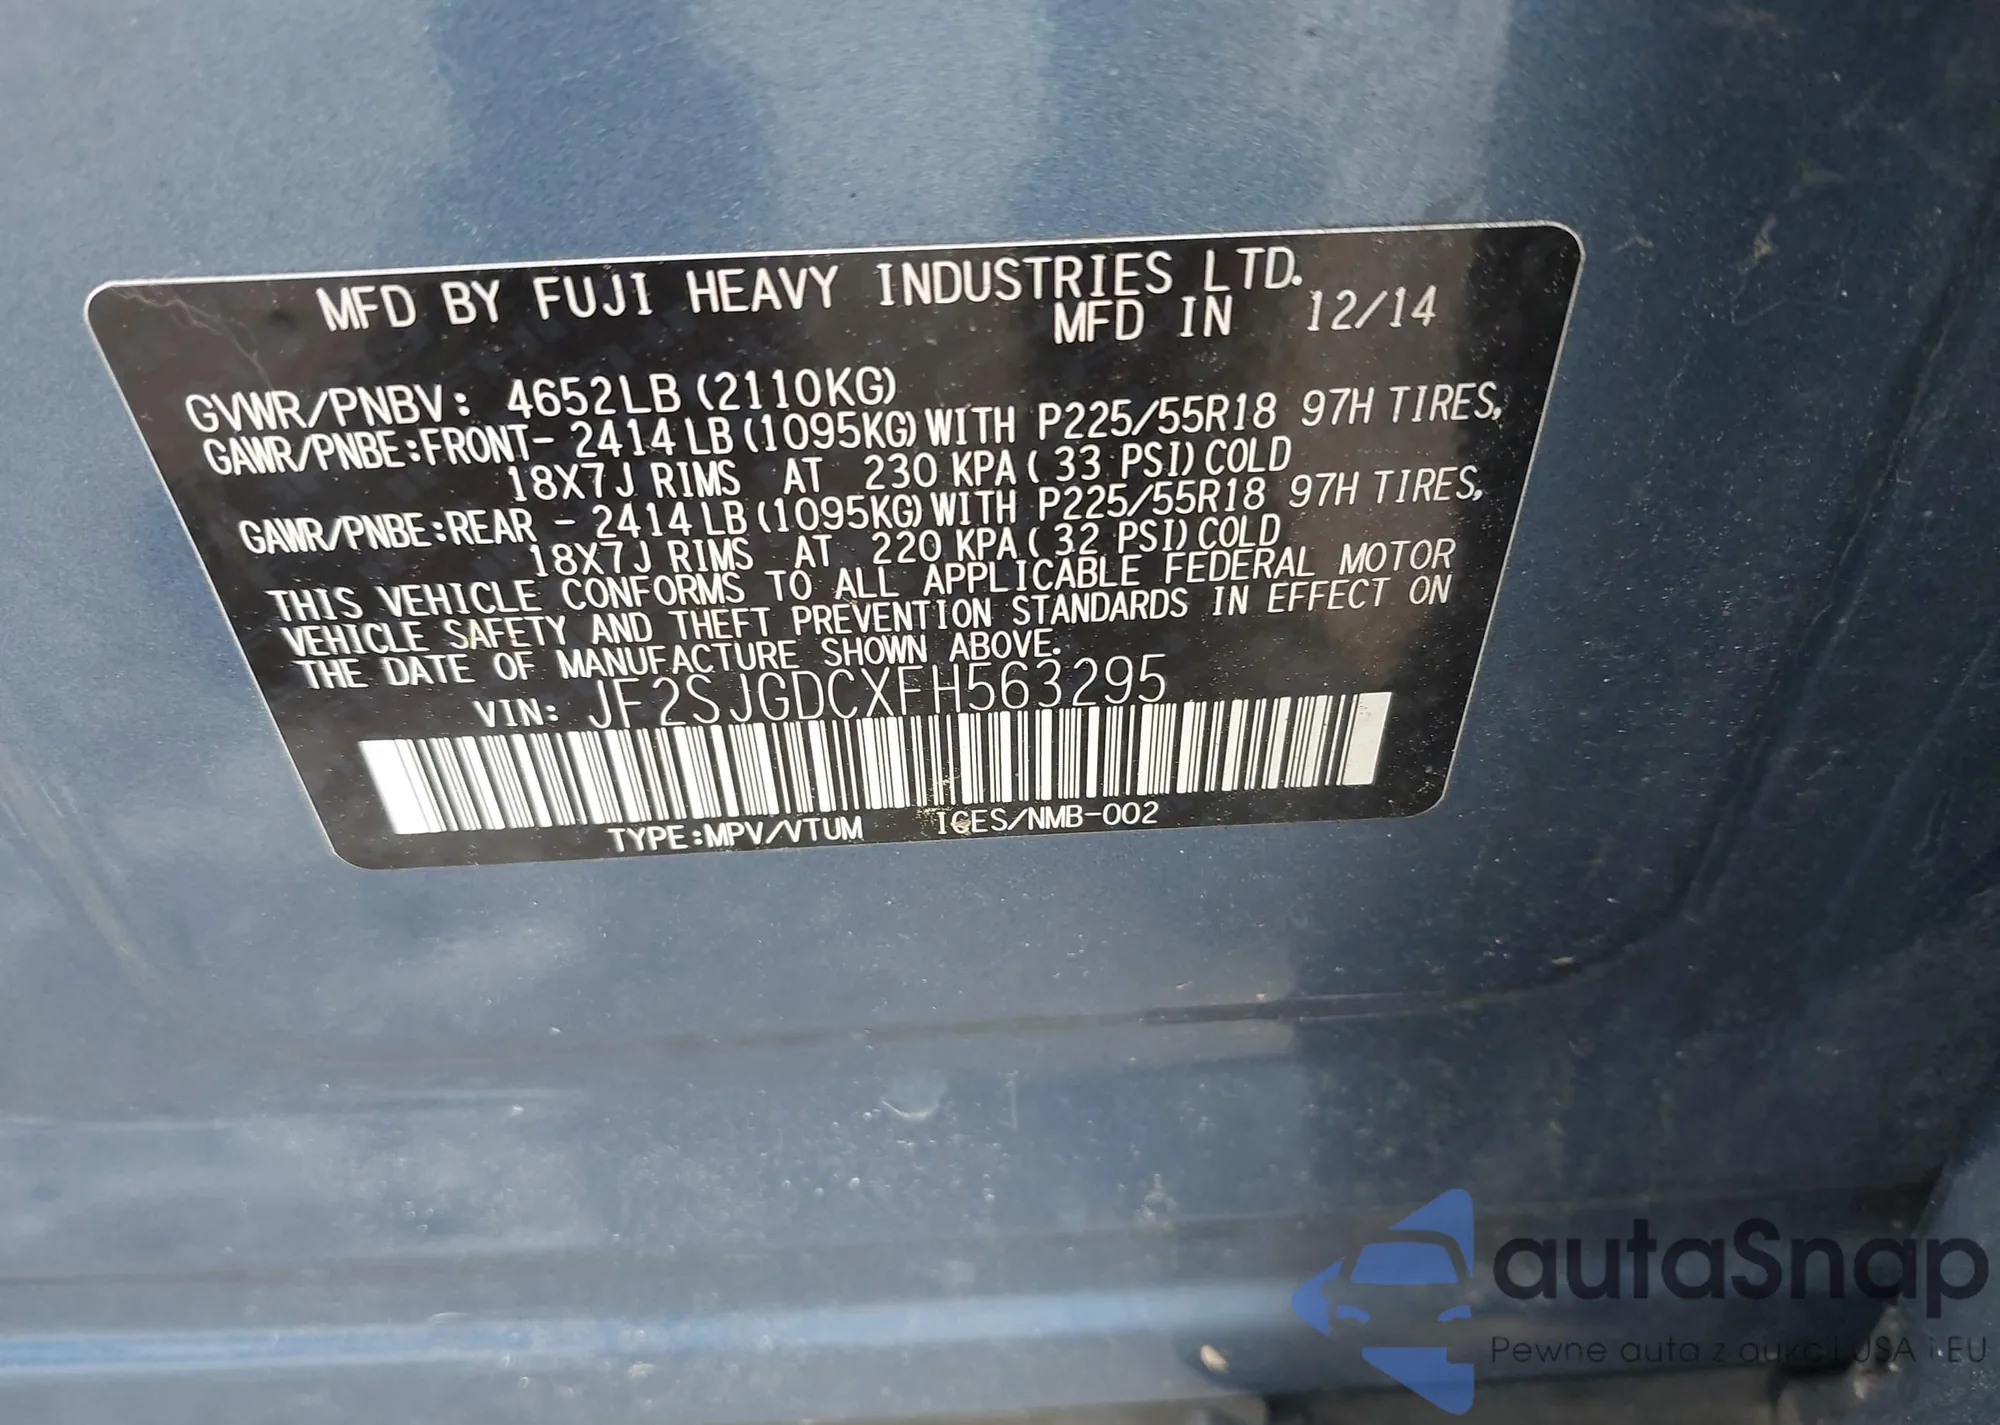 MFD BY FUJI HEAVY INDUSTRIES LTD.
MFD IN 12/14
GVWR/PNBV: 4652LB (2110KG)
GAWR/PNBE:FRONT- 2414LB(1095KG)WITH P225/55R18 97H TIRES,
18X7J RIMS AT 230 KPA( 33 PSI)COLD
GAWR/PNBE:REAR - 2414LB(1095KG)WITH P225/55R18 97H TIRES,
18X7J RIMS AT 220 KPA( 32 PSI)COLD
THIS VEHICLE CONFORMS TO ALL APPLICABLE FEDERAL MOTOR
VEHICLE SAFETY AND THEFT PREVENTION STANDARDS IN EFFECT ON
THE DATE OF MANUFACTURE SHOWN ABOVE.
VIN: JF2SJGDCXFH563295
TYPE:MPV/VTUM ICES/NMB-002
autaSnap
Pewne auta z aukcji USA i EU